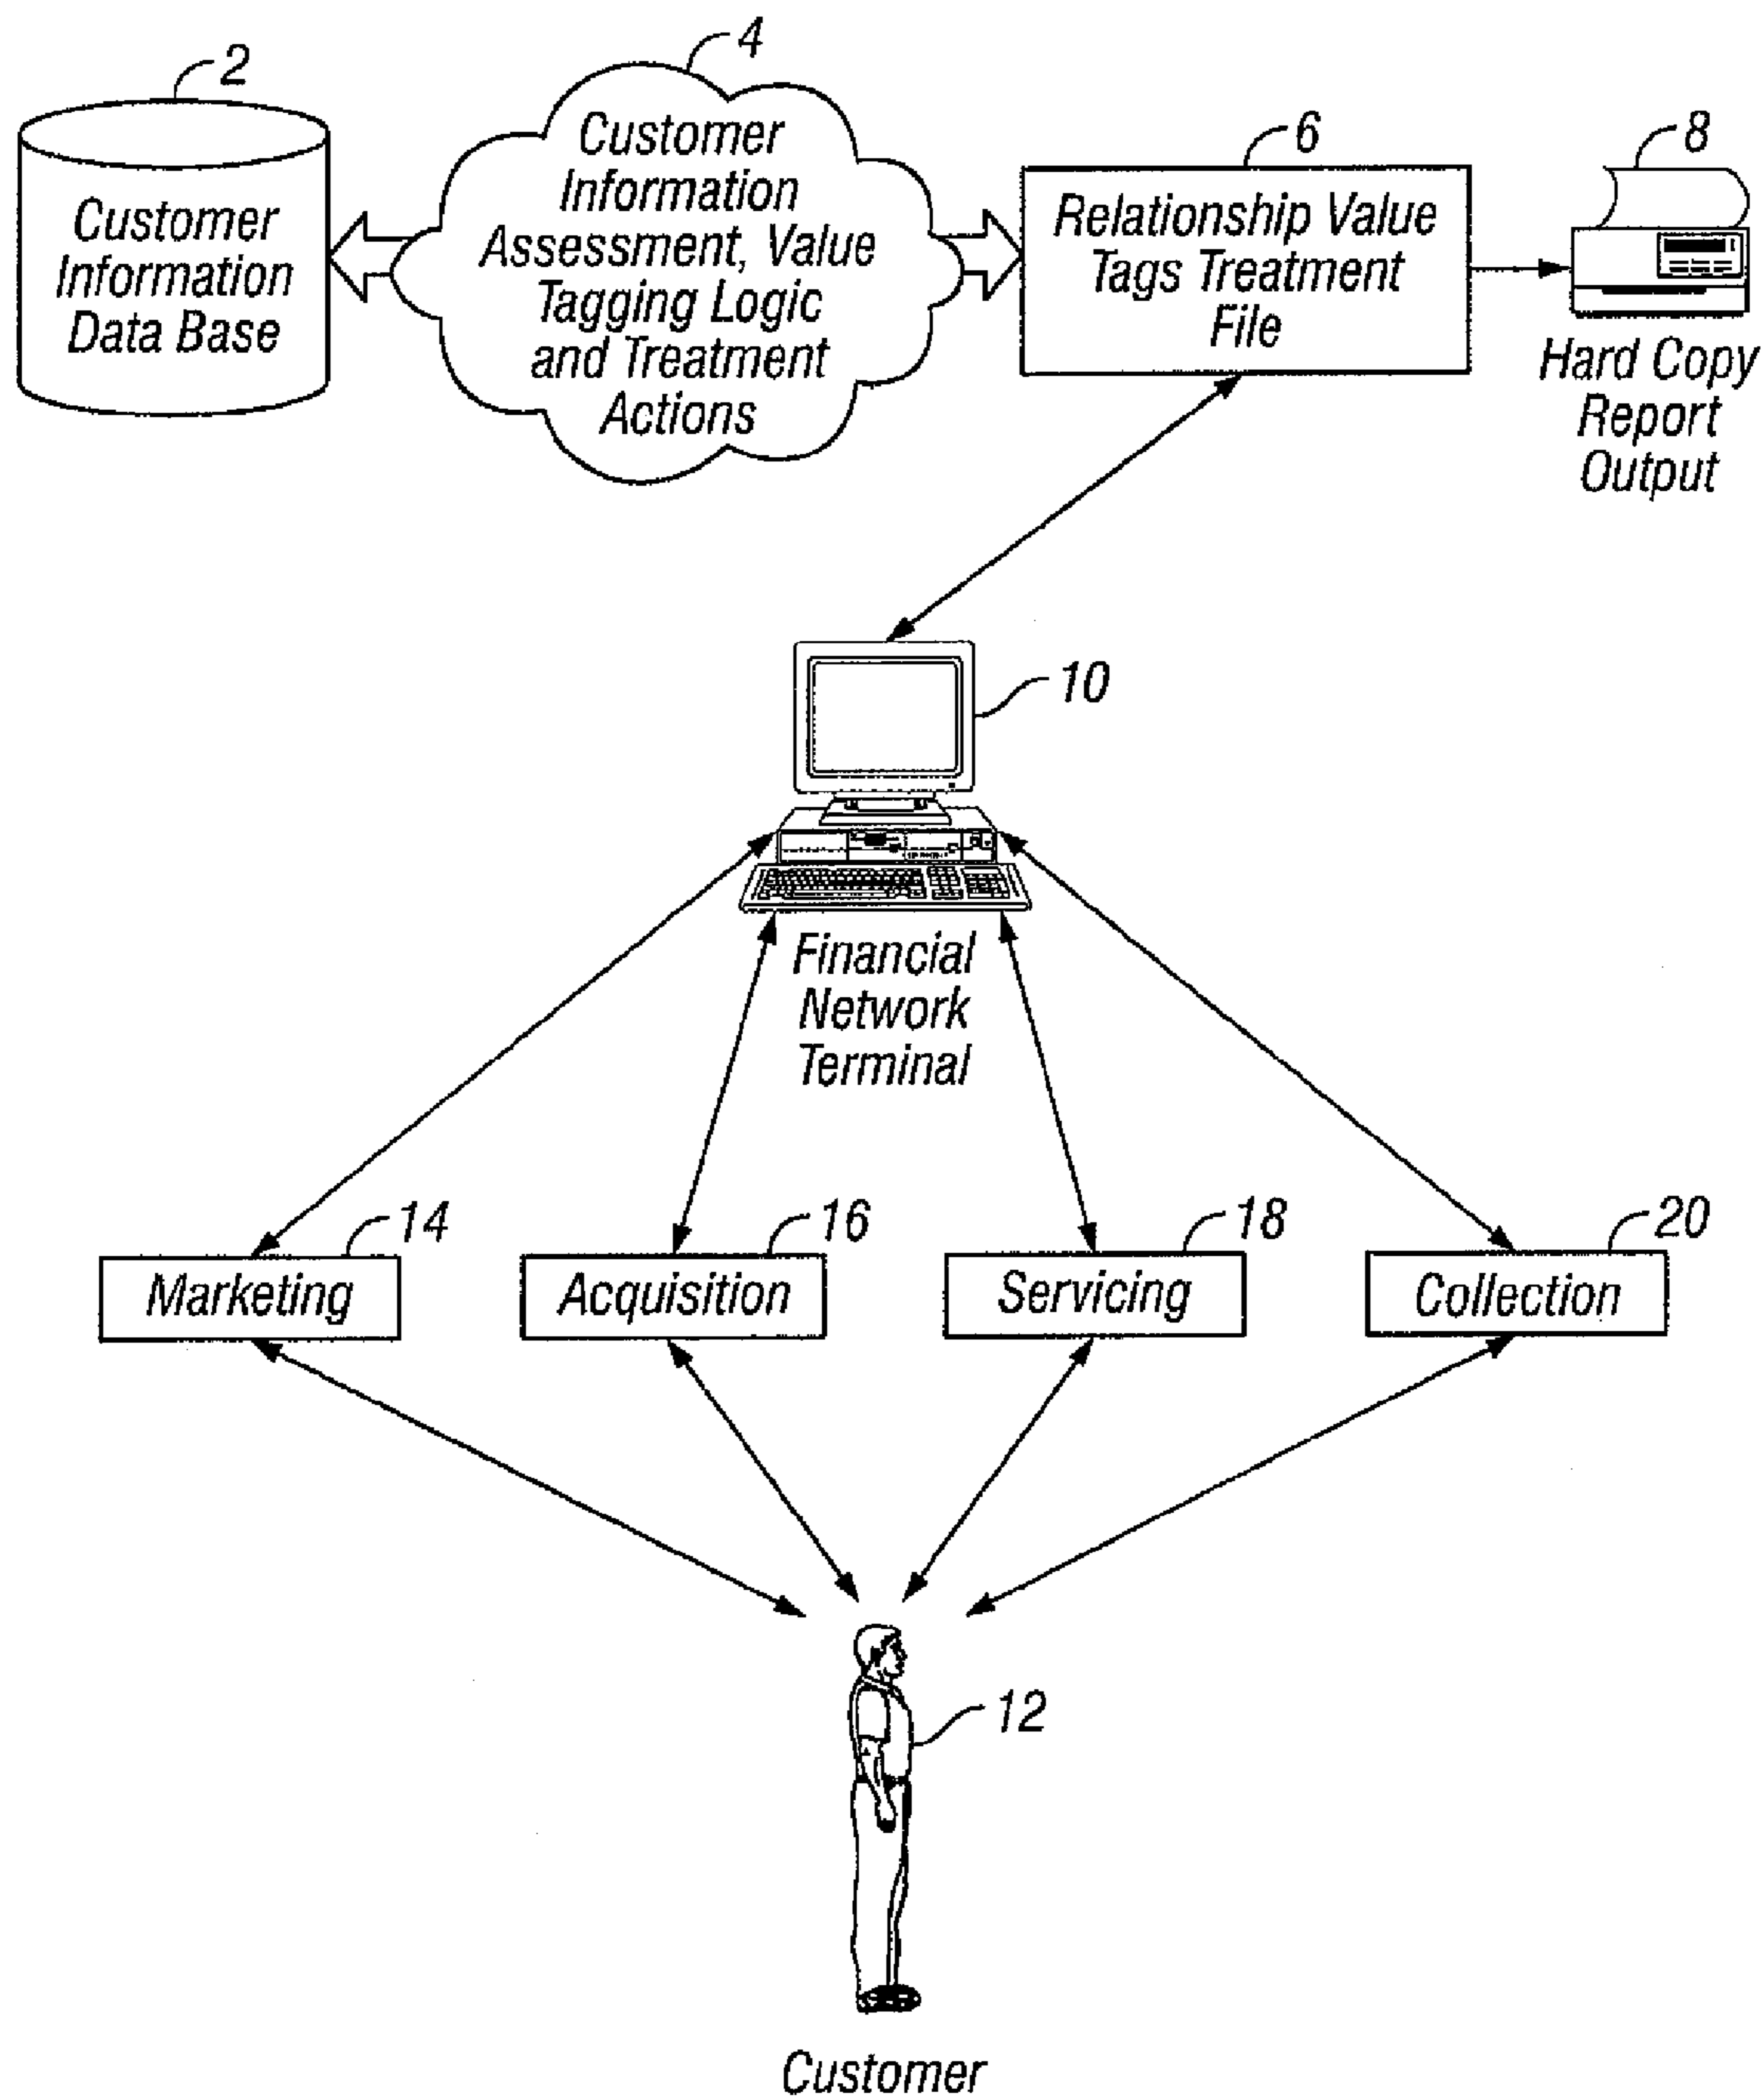 2
4
6
8
Customer
Information
Data Base
Customer
Information
Assessment, Value
Tagging Logic
and Treatment
Actions
Relationship Value
Tags Treatment
File
Hard Copy
Report
Output
10
Financial
Network
Terminal
14
16
18
20
Marketing
Acquisition
Servicing
Collection
12
Customer